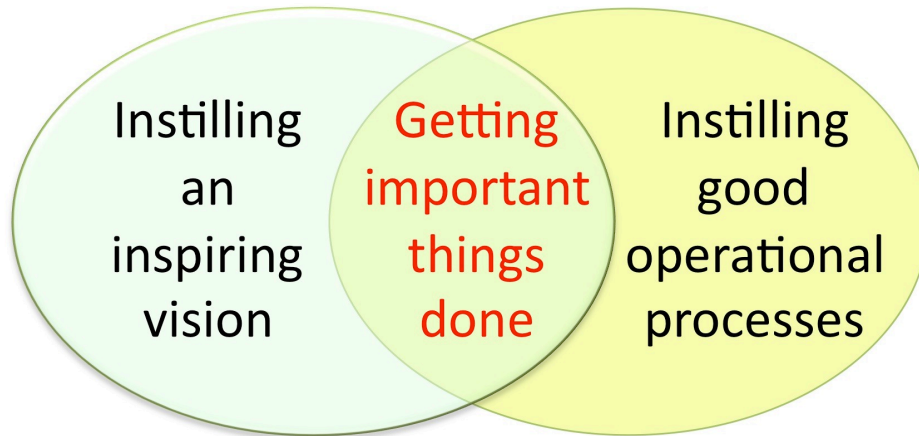 Instilling
an
inspiring
vision
Getting
important
things
done
Instilling
good
operational
processes